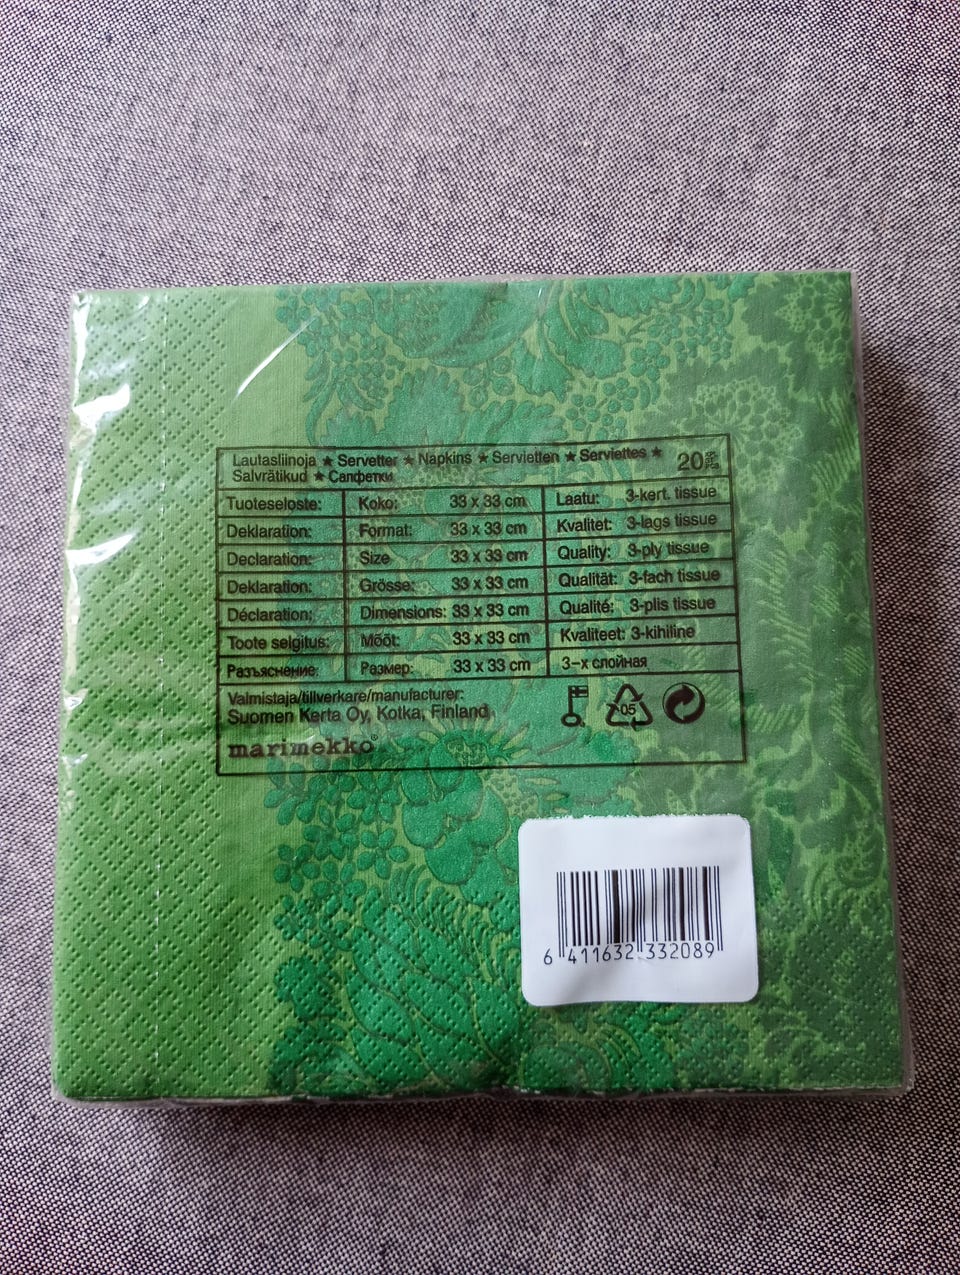 Lautasliinoja ★ Servetter ★ Napkins ★ Servietten ★ Serviettes ★
Salvrätikud ★ Салфетки
20
Tuoteseloste: Koko: 33 x 33 cm Laatu: 3-kert. tissue
Deklaration: Format: 33 x 33 cm Kvalitet: 3-lags tissue
Declaration: Size 33 x 33 cm Quality: 3-ply tissue
Deklaration: Grösse: 33 x 33 cm Qualität: 3-fach tissue
Déclaration: Dimensions: 33 x 33 cm Qualité: 3-plis tissue
Toote selgitus: Mõõt: 33 x 33 cm Kvaliteet: 3-kihiline
Разъяснение: Размер: 33 x 33 cm 3-х слойная
Valmistaja/tillverkare/manufacturer:
Suomen Kerta Oy, Kotka, Finland
05
marimekko®
6 411632 332089